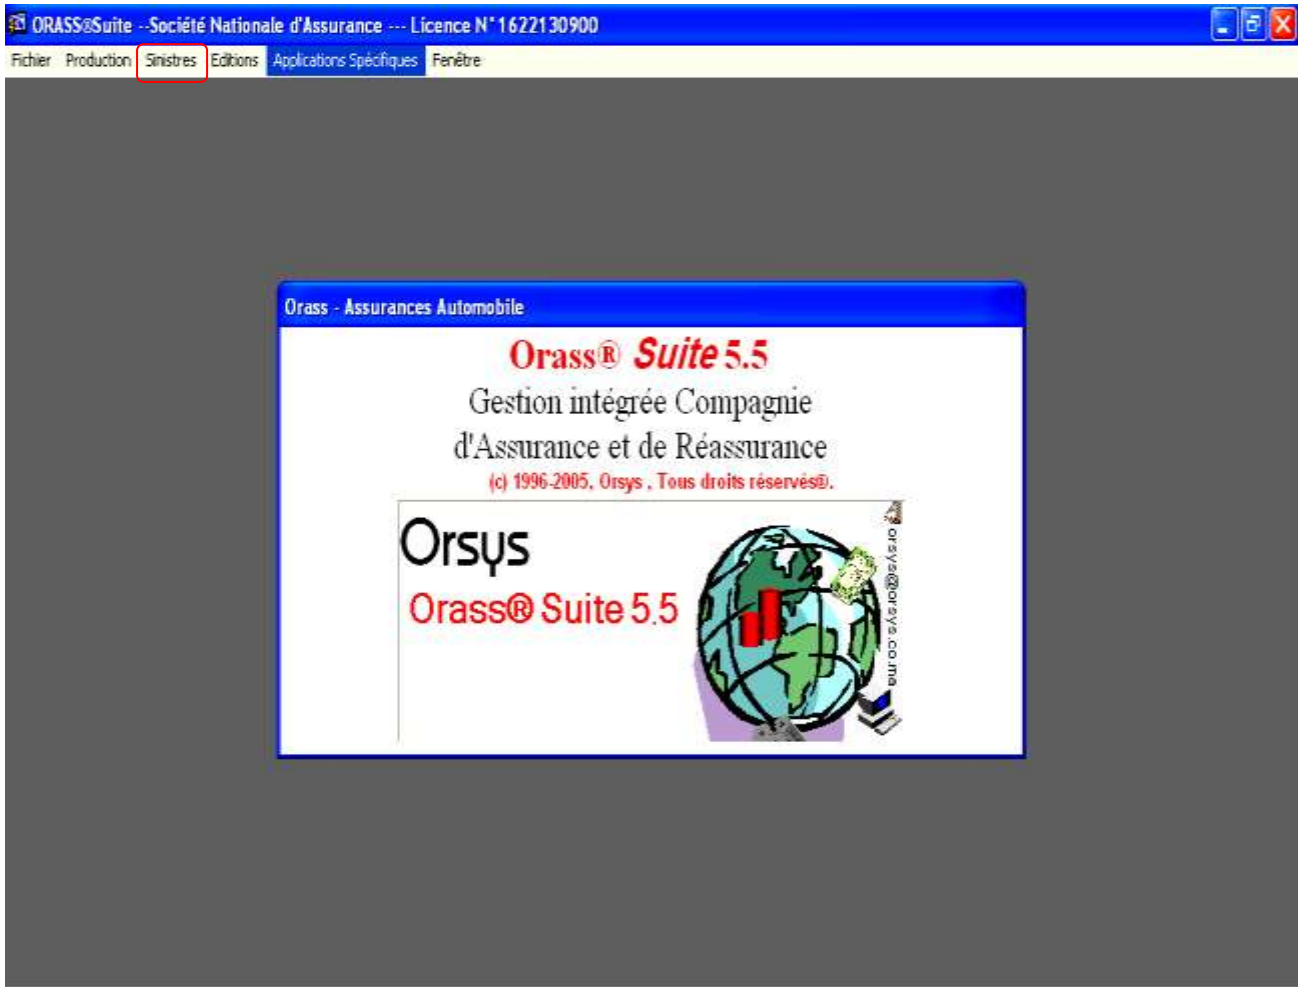 ORASS®Suite --Société Nationale d'Assurance --- Licence N°1622130900
Fichier Production Sinistres Editions Applications Spécifiques Fenêtre
Orass - Assurances Automobile
Orass® Suite 5.5
Gestion intégrée Compagnie
d'Assurance et de Réassurance
(c) 1996-2005, Orsys , Tous droits réservés®.
Orsys
Orass® Suite 5.5
orsys@orsys.co.ma